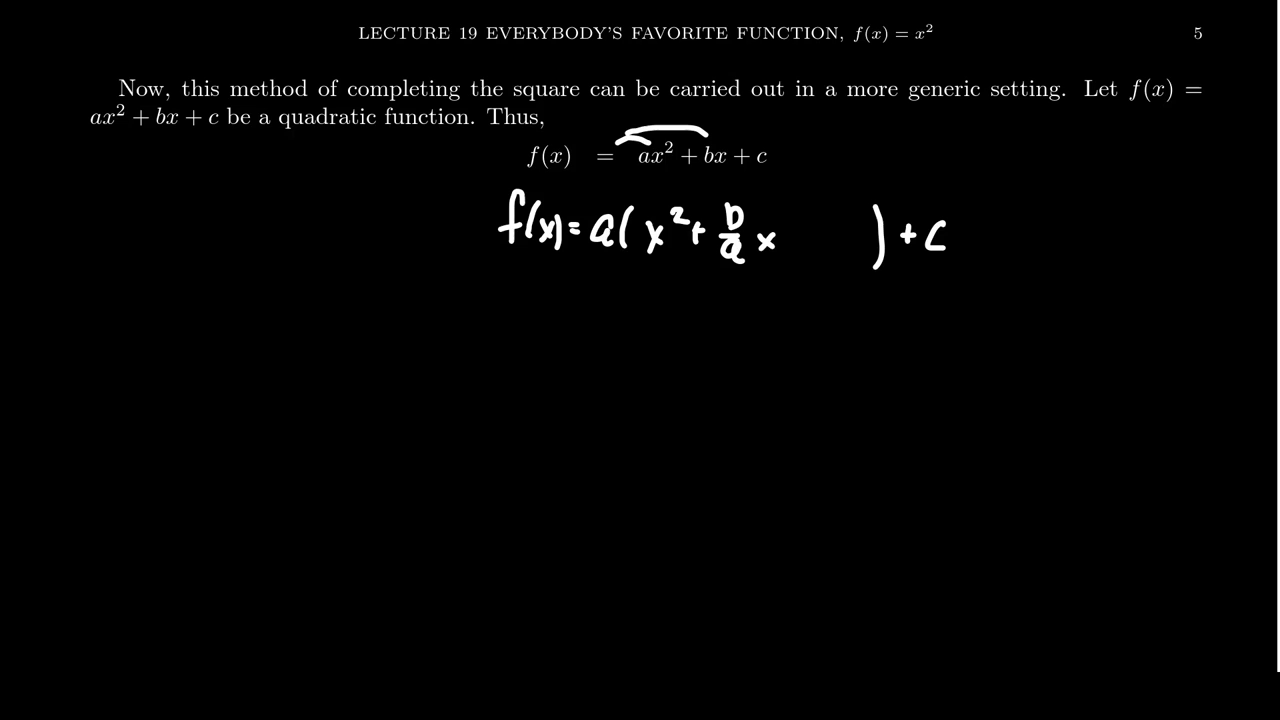 LECTURE 19 EVERYBODY'S FAVORITE FUNCTION, f(x) = x² 5
Now, this method of completing the square can be carried out in a more generic setting. Let f(x) =
ax² + bx + c be a quadratic function. Thus,
f(x) = ax² + bx + c
f(x) = a( x² + b/a x ) + c